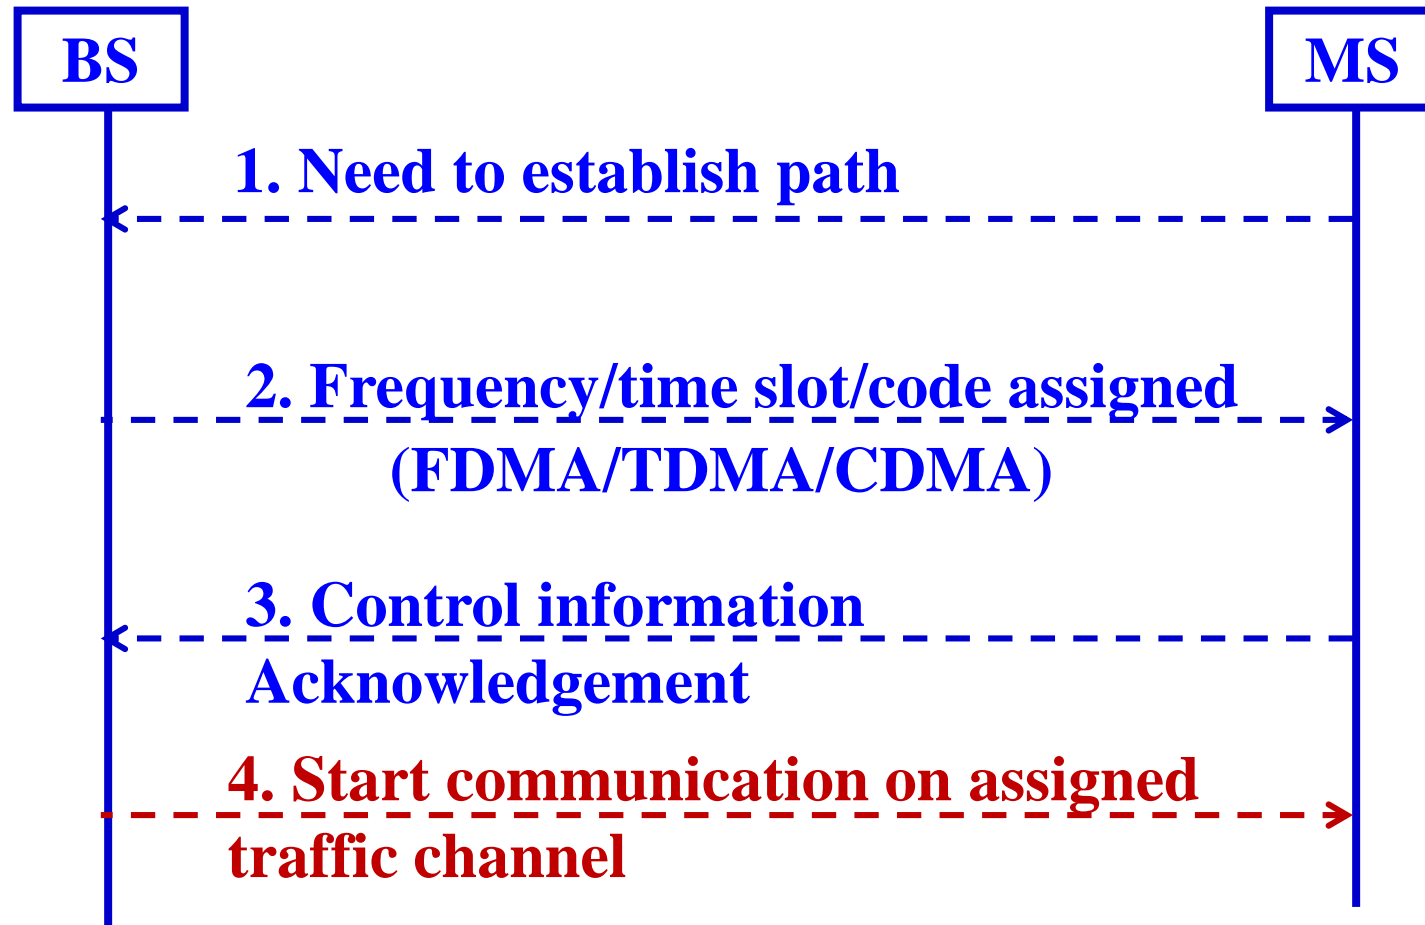 BS
MS
1. Need to establish path
2. Frequency/time slot/code assigned
(FDMA/TDMA/CDMA)
3. Control information
Acknowledgement
4. Start communication on assigned
traffic channel